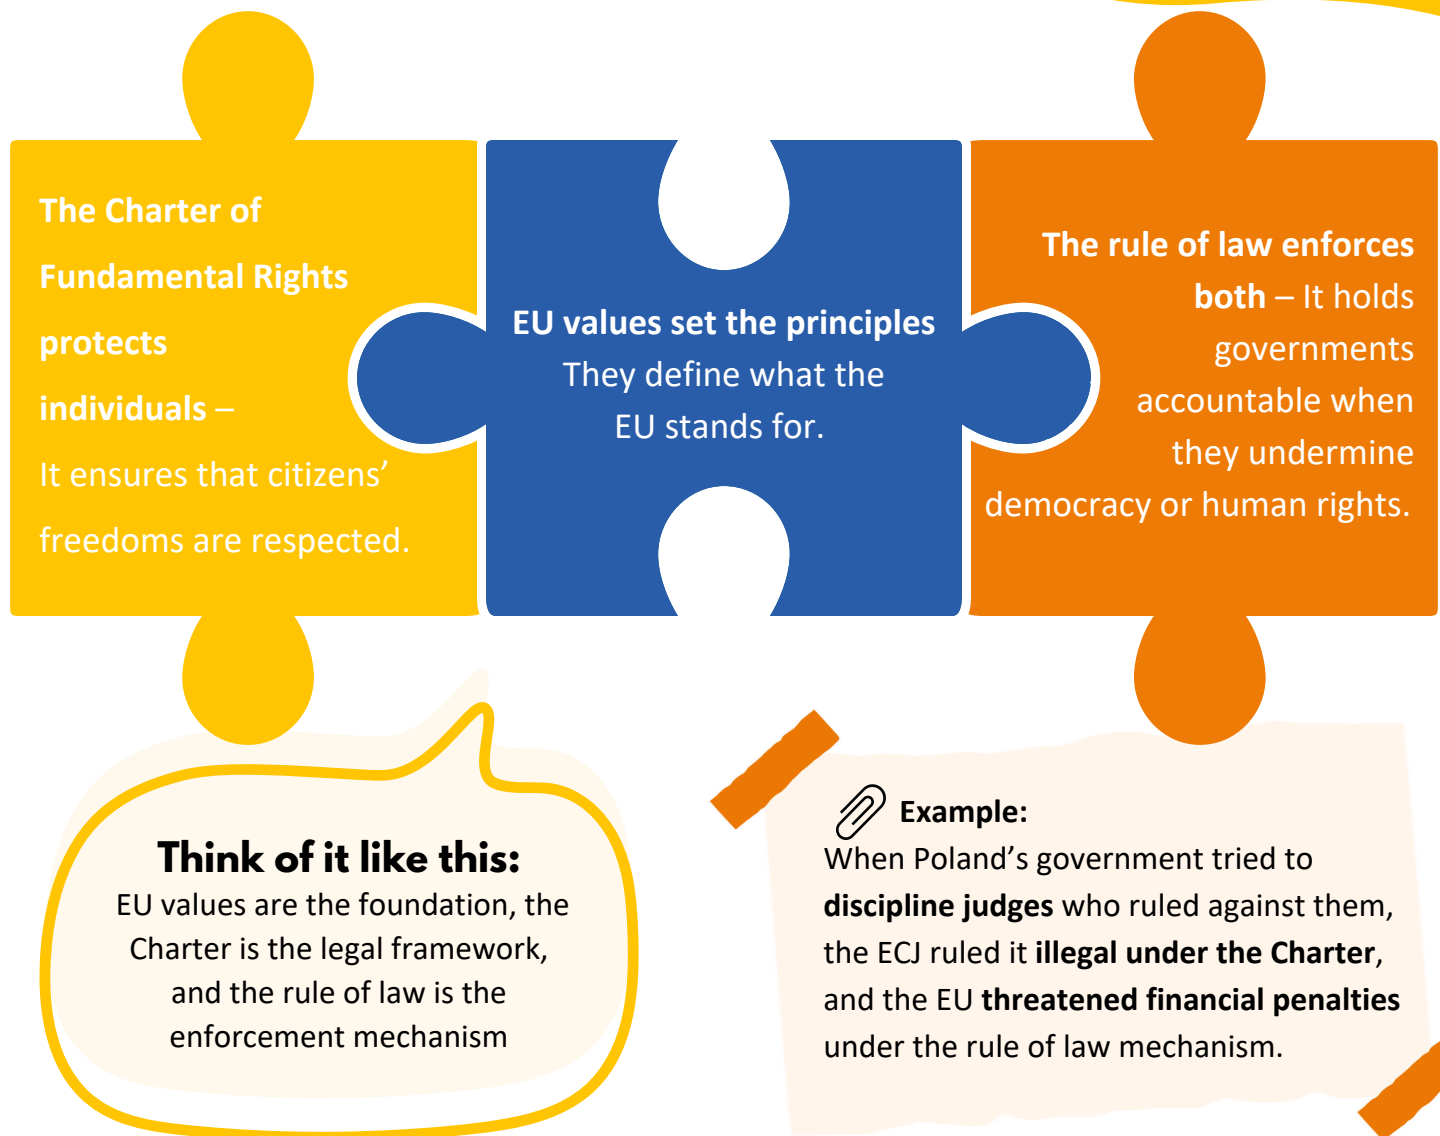 The Charter of
Fundamental Rights
protects
individuals –
It ensures that citizens’
freedoms are respected.
EU values set the principles
They define what the
EU stands for.
The rule of law enforces
both – It holds
governments
accountable when
they undermine
democracy or human rights.
Think of it like this:
EU values are the foundation, the
Charter is the legal framework,
and the rule of law is the
enforcement mechanism
Example:
When Poland’s government tried to
discipline judges who ruled against them,
the ECJ ruled it illegal under the Charter,
and the EU threatened financial penalties
under the rule of law mechanism.